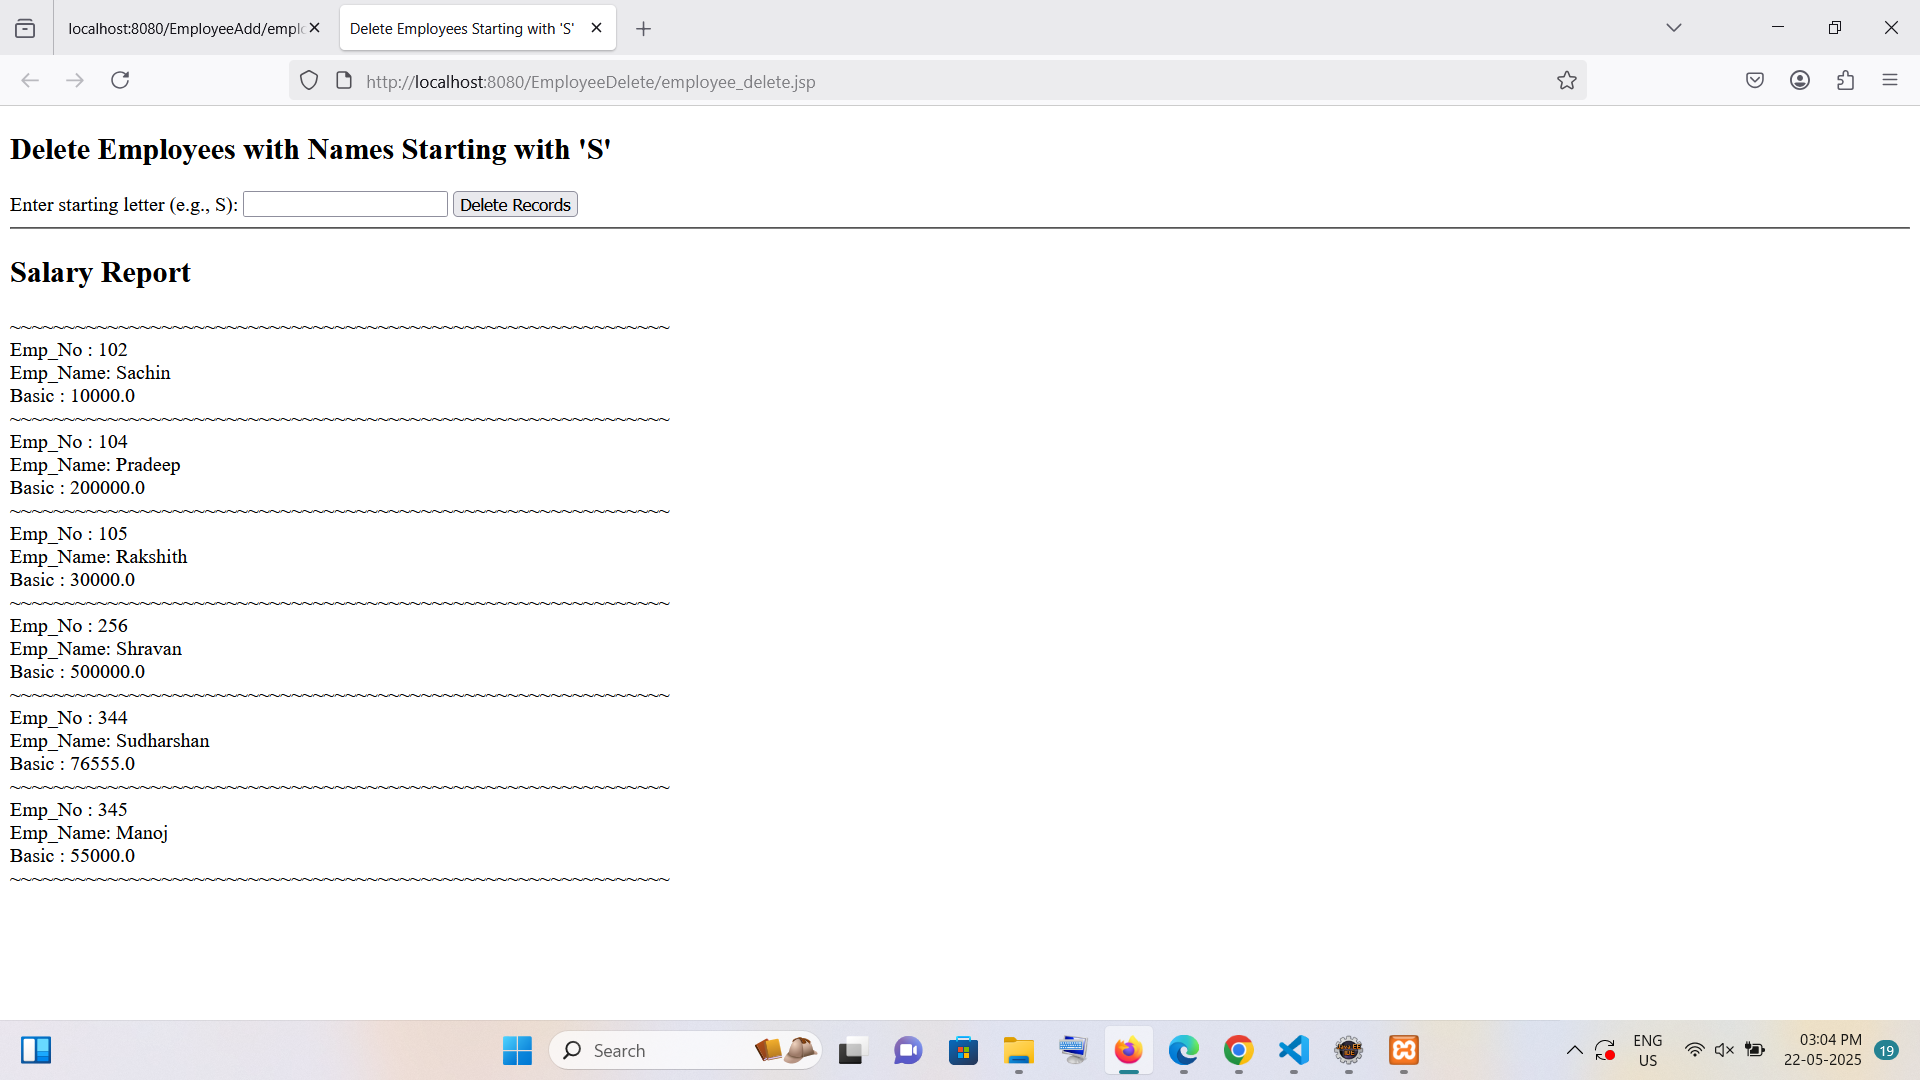 localhost:8080/EmployeeAdd/empl
Delete Employees Starting with 'S'
http://localhost:8080/EmployeeDelete/employee_delete.jsp
Delete Employees with Names Starting with 'S'
Enter starting letter (e.g., S): Delete Records
Salary Report
~~~~~~~~~~~~~~~~~~~~~~~~~~~~~~~~~~~~~~~~~~~~~~~~~~~~~~~~~~~~~
Emp_No : 102
Emp_Name: Sachin
Basic : 10000.0
~~~~~~~~~~~~~~~~~~~~~~~~~~~~~~~~~~~~~~~~~~~~~~~~~~~~~~~~~~~~~
Emp_No : 104
Emp_Name: Pradeep
Basic : 200000.0
~~~~~~~~~~~~~~~~~~~~~~~~~~~~~~~~~~~~~~~~~~~~~~~~~~~~~~~~~~~~~
Emp_No : 105
Emp_Name: Rakshith
Basic : 30000.0
~~~~~~~~~~~~~~~~~~~~~~~~~~~~~~~~~~~~~~~~~~~~~~~~~~~~~~~~~~~~~
Emp_No : 256
Emp_Name: Shravan
Basic : 500000.0
~~~~~~~~~~~~~~~~~~~~~~~~~~~~~~~~~~~~~~~~~~~~~~~~~~~~~~~~~~~~~
Emp_No : 344
Emp_Name: Sudharshan
Basic : 76555.0
~~~~~~~~~~~~~~~~~~~~~~~~~~~~~~~~~~~~~~~~~~~~~~~~~~~~~~~~~~~~~
Emp_No : 345
Emp_Name: Manoj
Basic : 55000.0
~~~~~~~~~~~~~~~~~~~~~~~~~~~~~~~~~~~~~~~~~~~~~~~~~~~~~~~~~~~~~
Search
ENG
US
03:04 PM
22-05-2025
19